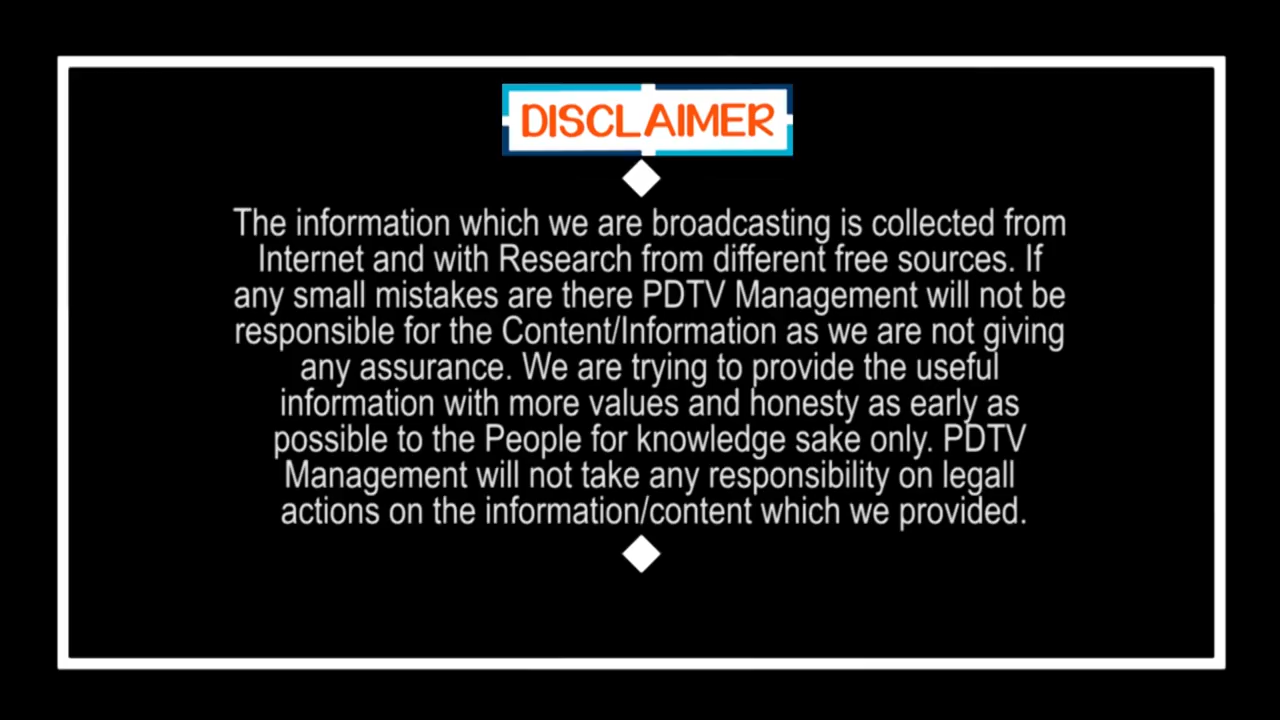 DISCLAIMER
The information which we are broadcasting is collected from
Internet and with Research from different free sources. If
any small mistakes are there PDTV Management will not be
responsible for the Content/Information as we are not giving
any assurance. We are trying to provide the useful
information with more values and honesty as early as
possible to the People for knowledge sake only. PDTV
Management will not take any responsibility on legall
actions on the information/content which we provided.